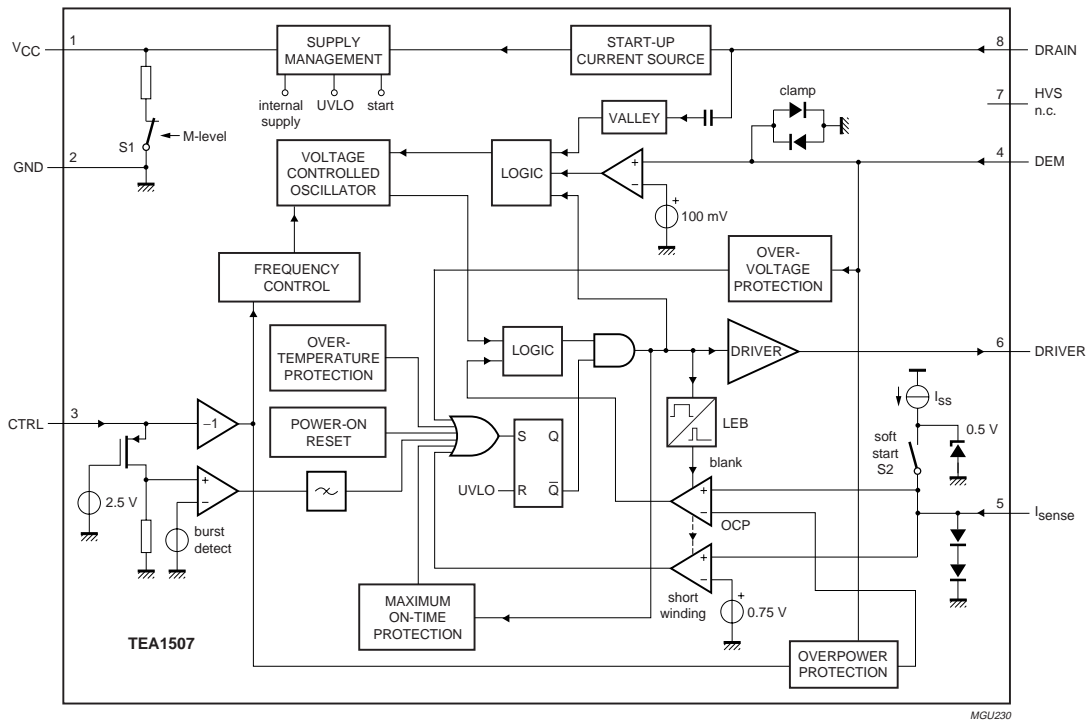 VCC
1
SUPPLY
MANAGEMENT
START-UP
CURRENT SOURCE
8
DRAIN
internal
supply
UVLO
start
clamp
7
HVS
n.c.
VALLEY
M-level
S1
2
GND
VOLTAGE
CONTROLLED
OSCILLATOR
LOGIC
+
−
4
DEM
+
100 mV
FREQUENCY
CONTROL
OVER-
VOLTAGE
PROTECTION
OVER-
TEMPERATURE
PROTECTION
LOGIC
DRIVER
6
DRIVER
3
CTRL
−1
POWER-ON
RESET
S
Q
LEB
Iss
0.5 V
soft
start
S2
blank
2.5 V
+
−
burst
detect
UVLO
R
Q
+
−
OCP
5
Isense
+
−
short
winding
+
0.75 V
MAXIMUM
ON-TIME
PROTECTION
TEA1507
OVERPOWER
PROTECTION
MGU230